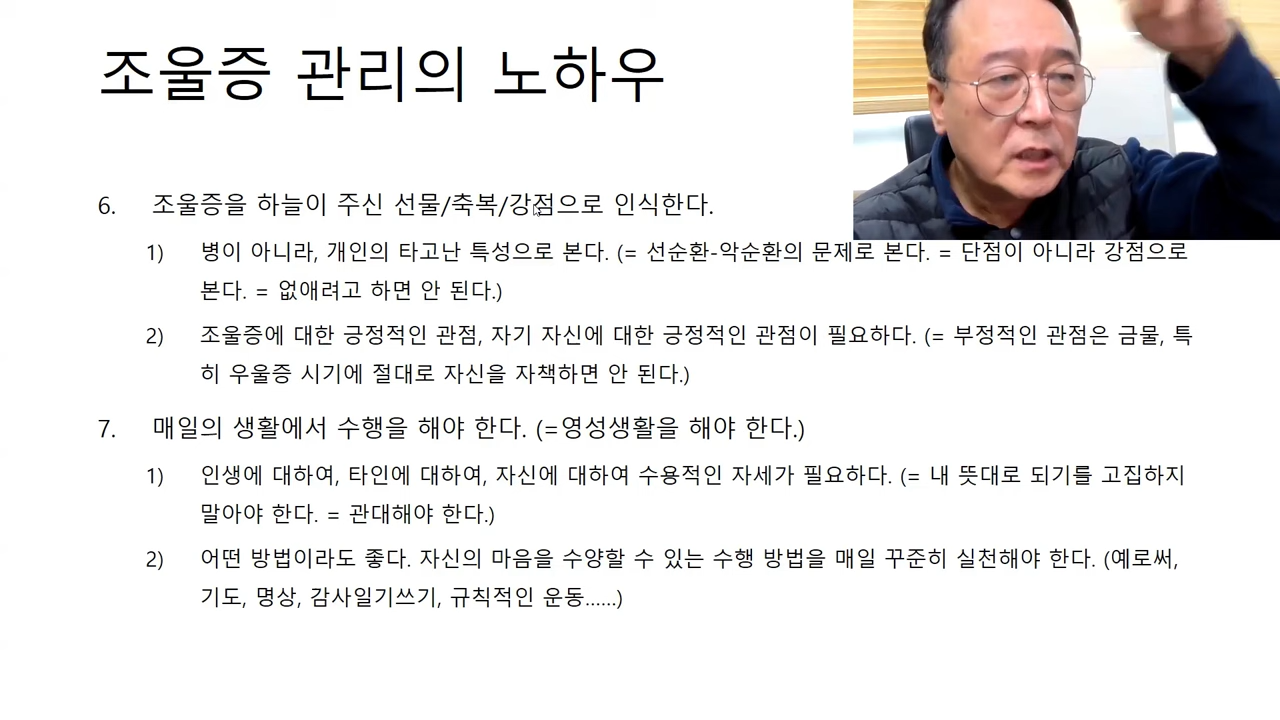 조울증 관리의 노하우
6. 조울증을 하늘이 주신 선물/축복/강점으로 인식한다.
1) 병이 아니라, 개인의 타고난 특성으로 본다. (= 선순환-악순환의 문제로 본다. = 단점이 아니라 강점으로
본다. = 없애려고 하면 안 된다.)
2) 조울증에 대한 긍정적인 관점, 자기 자신에 대한 긍정적인 관점이 필요하다. (= 부정적인 관점은 금물, 특
히 우울증 시기에 절대로 자신을 자책하면 안 된다.)
7. 매일의 생활에서 수행을 해야 한다. (=영성생활을 해야 한다.)
1) 인생에 대하여, 타인에 대하여, 자신에 대하여 수용적인 자세가 필요하다. (= 내 뜻대로 되기를 고집하지
말아야 한다. = 관대해야 한다.)
2) 어떤 방법이라도 좋다. 자신의 마음을 수양할 수 있는 수행 방법을 매일 꾸준히 실천해야 한다. (예로써,
기도, 명상, 감사일기쓰기, 규칙적인 운동......)